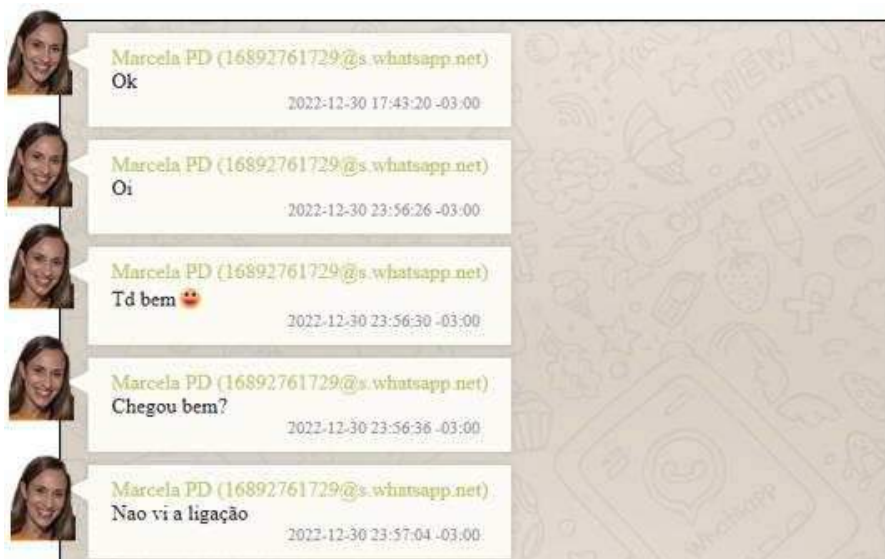 Marcela PD (16892761729@s.whatsapp.net)
Ok
2022-12-30 17:43:20 -03:00
Marcela PD (16892761729@s.whatsapp.net)
Oi
2022-12-30 23:56:26 -03:00
Marcela PD (16892761729@s.whatsapp.net)
Td bem 😀
2022-12-30 23:56:30 -03:00
Marcela PD (16892761729@s.whatsapp.net)
Chegou bem?
2022-12-30 23:56:36 -03:00
Marcela PD (16892761729@s.whatsapp.net)
Nao vi a ligação
2022-12-30 23:57:04 -03:00
NEW
WhatsApp